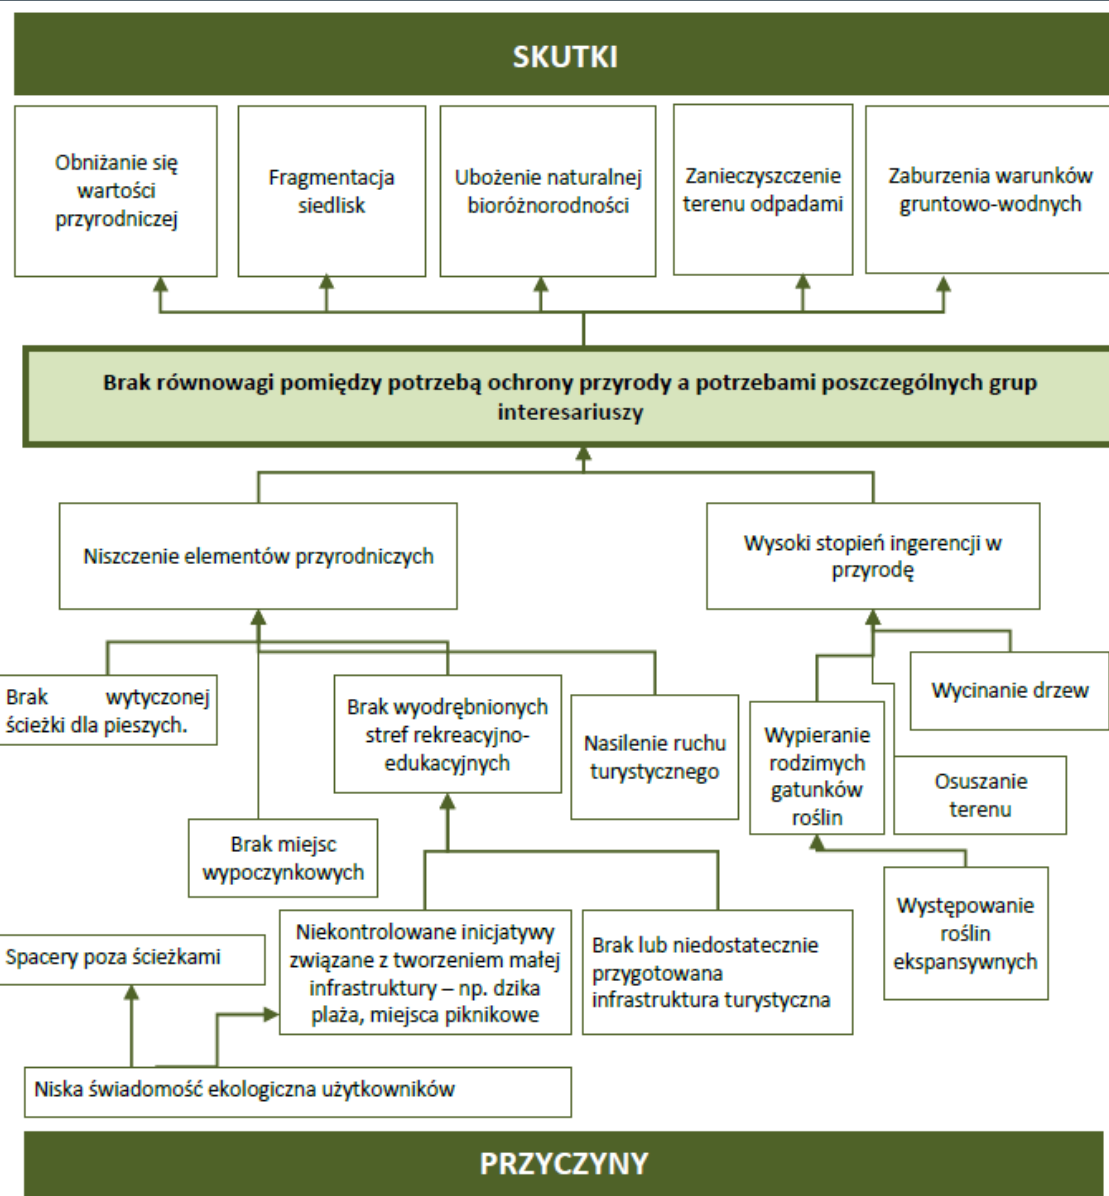 SKUTKI
Obniżanie się
wartości
przyrodniczej
Fragmentacja
siedlisk
Ubożenie naturalnej
bioróżnorodności
Zanieczyszczenie
terenu odpadami
Zaburzenia warunków
gruntowo-wodnych
Brak równowagi pomiędzy potrzebą ochrony przyrody a potrzebami poszczególnych grup
interesariuszy
Niszczenie elementów przyrodniczych
Wysoki stopień ingerencji w
przyrodę
Brak wytyczonej
ścieżki dla pieszych.
Brak wyodrębnionych
stref rekreacyjno-
edukacyjnych
Nasilenie ruchu
turystycznego
Wypieranie
rodzimych
gatunków
roślin
Wycinanie drzew
Osuszanie
terenu
Brak miejsc
wypoczynkowych
Spacery poza ścieżkami
Niekontrolowane inicjatywy
związane z tworzeniem małej
infrastruktury – np. dzika
plaża, miejsca piknikowe
Brak lub niedostatecznie
przygotowana
infrastruktura turystyczna
Występowanie
roślin
ekspansywnych
Niska świadomość ekologiczna użytkowników
PRZYCZYNY